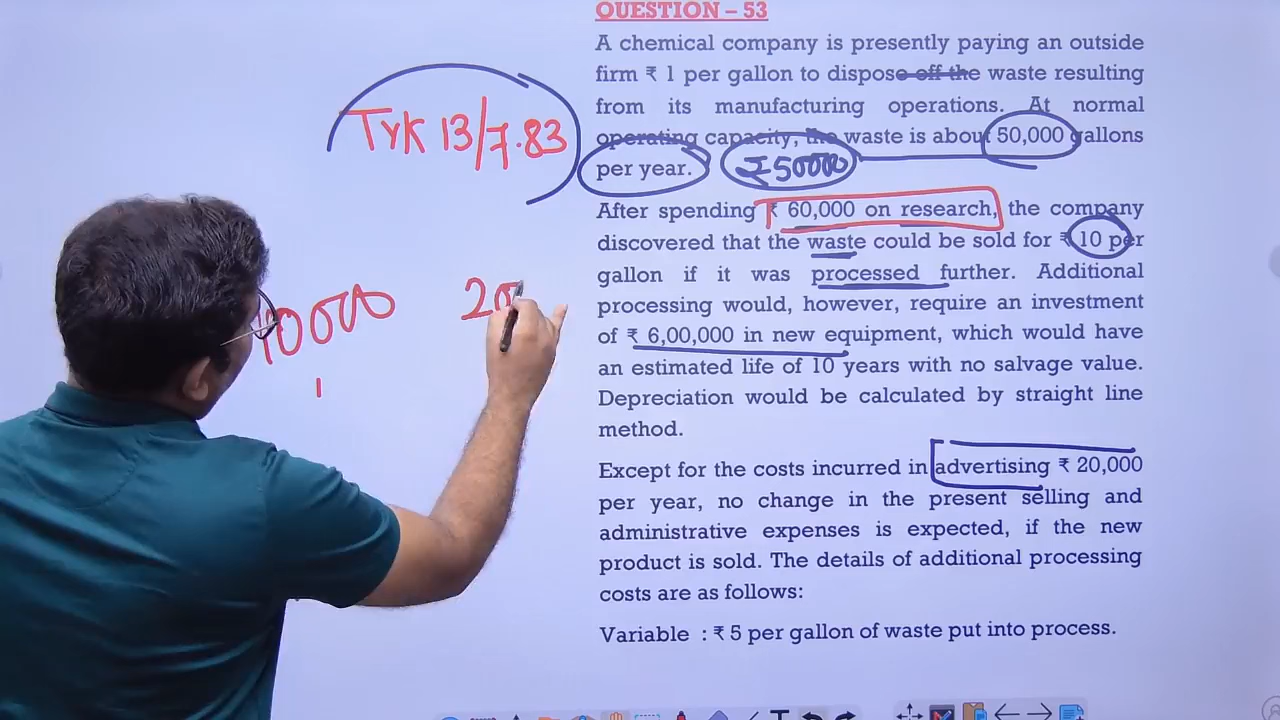 QUESTION – 53
A chemical company is presently paying an outside
firm ₹ 1 per gallon to dispose off the waste resulting
from its manufacturing operations. At normal
operating capacity, the waste is about 50,000 gallons
per year. ₹50000
TYK 13/7.83
After spending ₹ 60,000 on research, the company
discovered that the waste could be sold for ₹ 10 per
gallon if it was processed further. Additional
processing would, however, require an investment
of ₹ 6,00,000 in new equipment, which would have
an estimated life of 10 years with no salvage value.
Depreciation would be calculated by straight line
method.
Except for the costs incurred in advertising ₹ 20,000
per year, no change in the present selling and
administrative expenses is expected, if the new
product is sold. The details of additional processing
costs are as follows:
Variable : ₹ 5 per gallon of waste put into process.
1